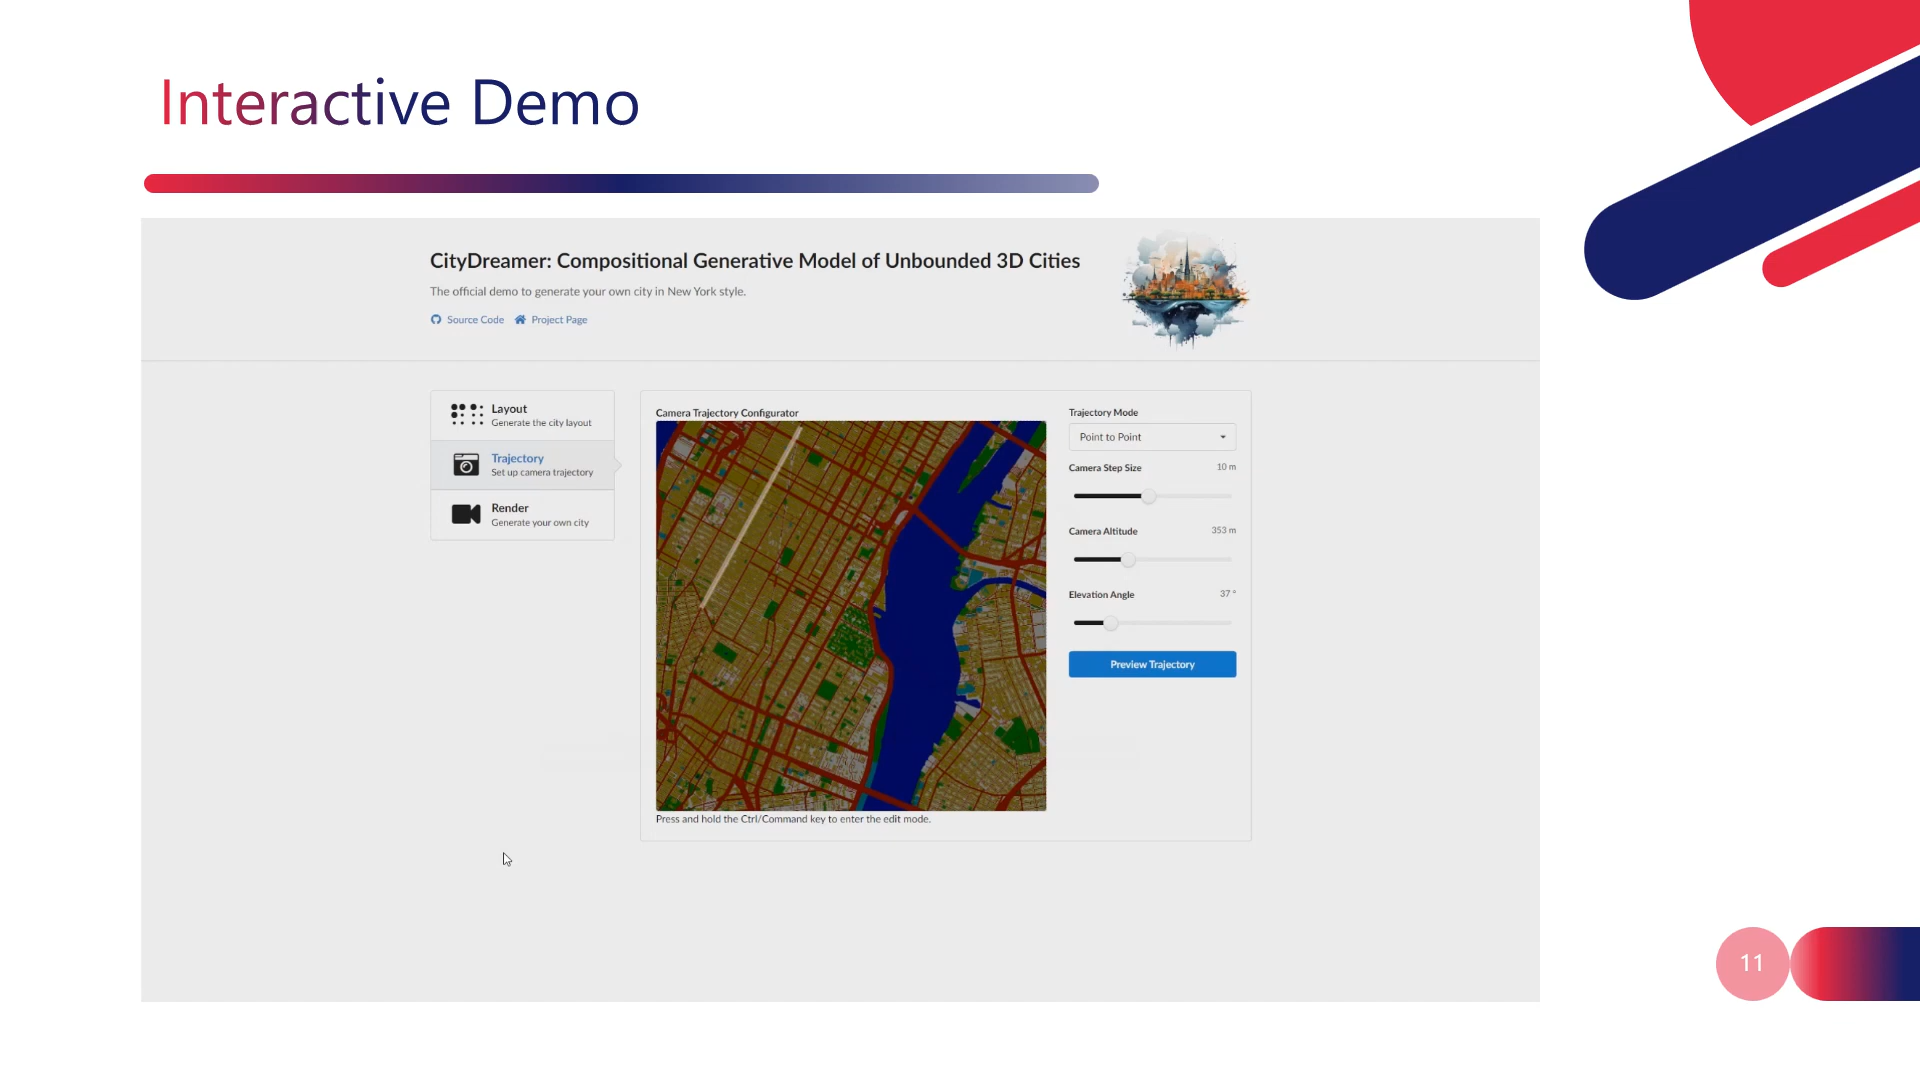 Interactive Demo
CityDreamer: Compositional Generative Model of Unbounded 3D Cities
The official demo to generate your own city in New York style.
Source Code Project Page
Layout
Generate the city layout
Trajectory
Set up camera trajectory
Render
Generate your own city
Camera Trajectory Configurator
Press and hold the Ctrl/Command key to enter the edit mode.
Trajectory Mode
Point to Point
Camera Step Size 10 m
Camera Altitude 353 m
Elevation Angle 37 °
Preview Trajectory
11